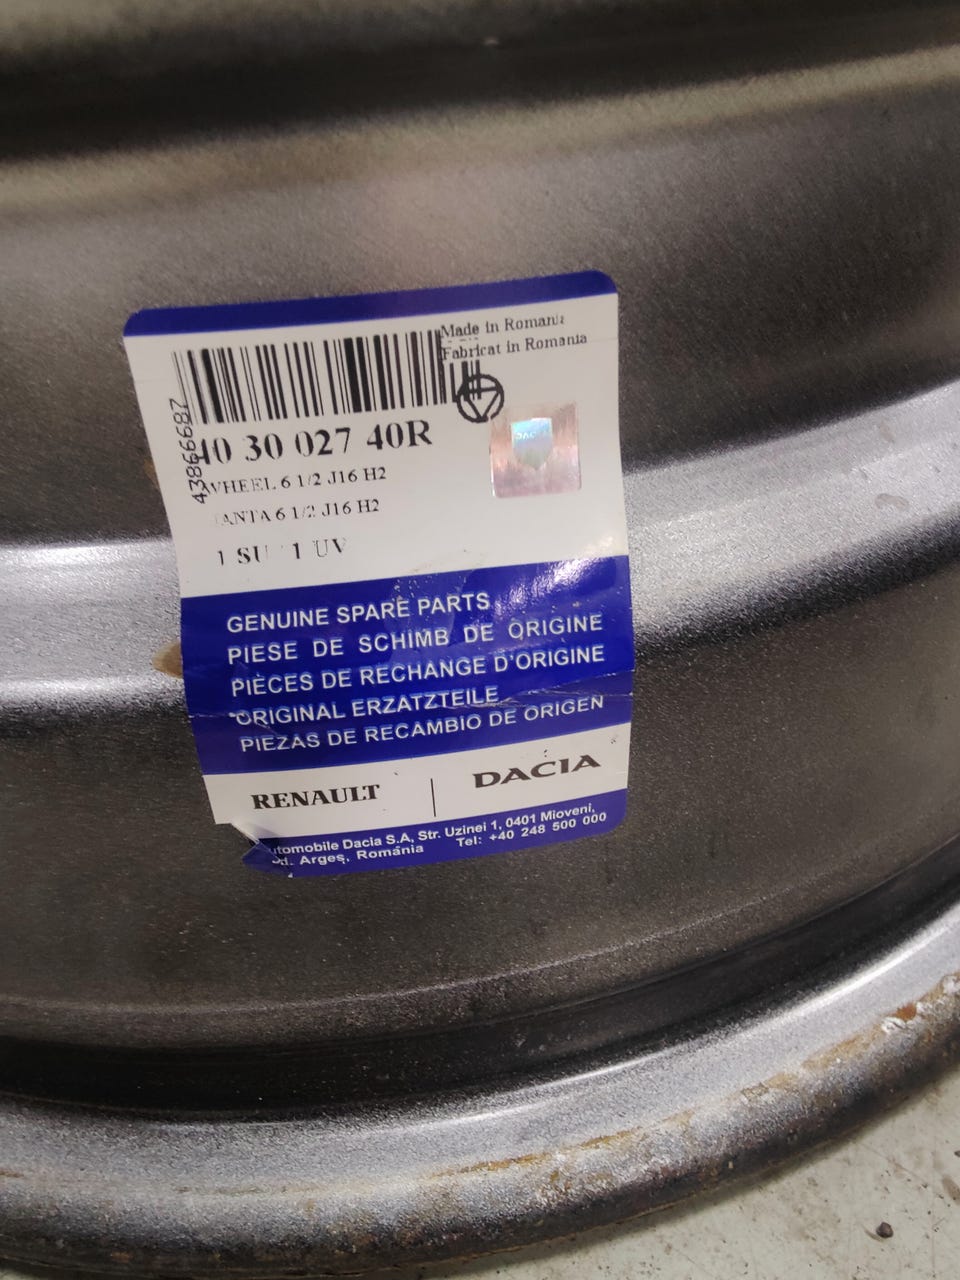 Made in Romania
Fabricat in Romania
43866687
40 30 027 40R
WHEEL 6 1/2 J16 H2
JANTA 6 1/2 J16 H2
1 SU 1 UV
GENUINE SPARE PARTS
PIESE DE SCHIMB DE ORIGINE
PIÈCES DE RECHANGE D'ORIGINE
ORIGINAL ERZATZTEILE
PIEZAS DE RECAMBIO DE ORIGEN
RENAULT | DACIA
utomobile Dacia S.A, Str. Uzinei 1, 0401 Mioveni,
Jd. Argeş, România Tel: +40 248 500 000